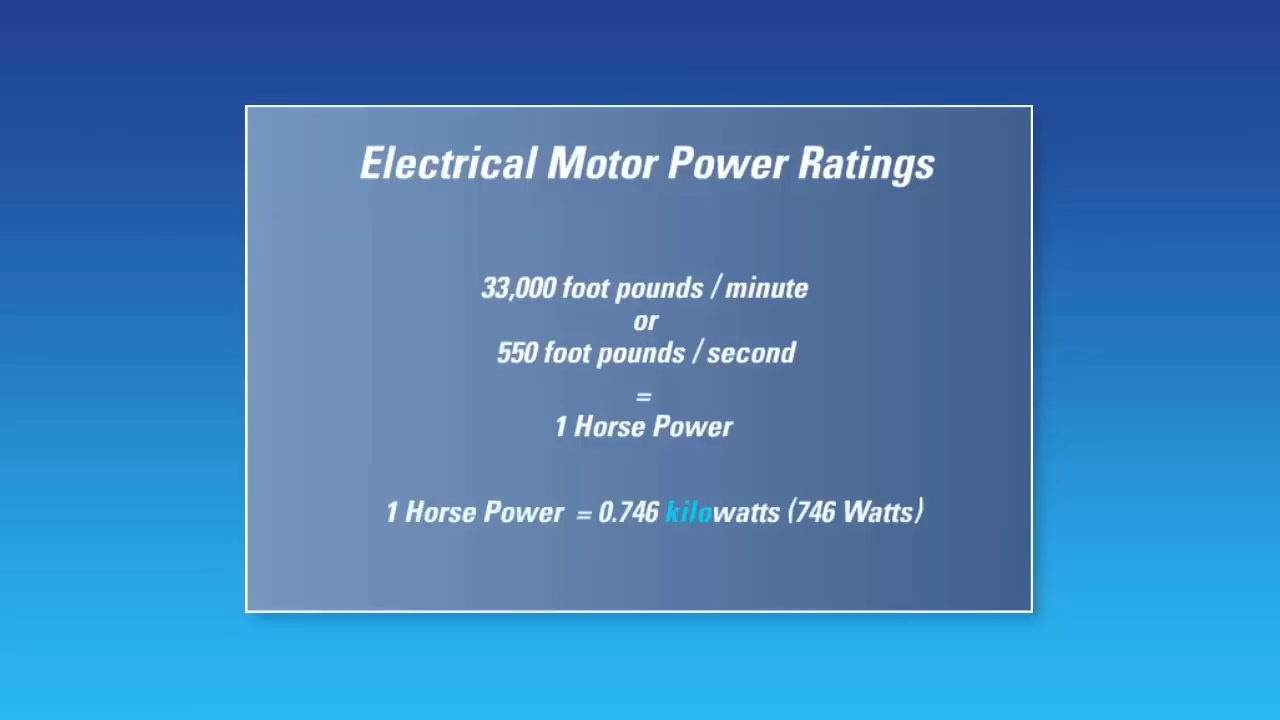 Electrical Motor Power Ratings
33,000 foot pounds / minute
or
550 foot pounds / second
=
1 Horse Power
1 Horse Power = 0.746 kilowatts (746 Watts)